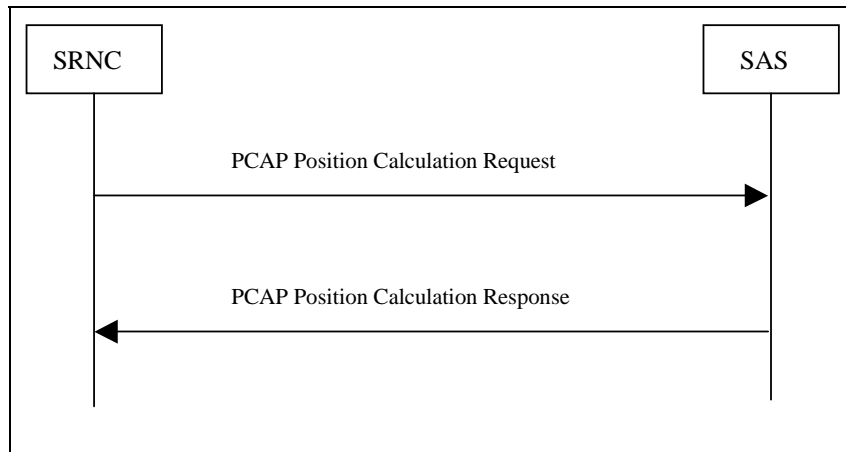 SRNC
SAS
PCAP Position Calculation Request
PCAP Position Calculation Response